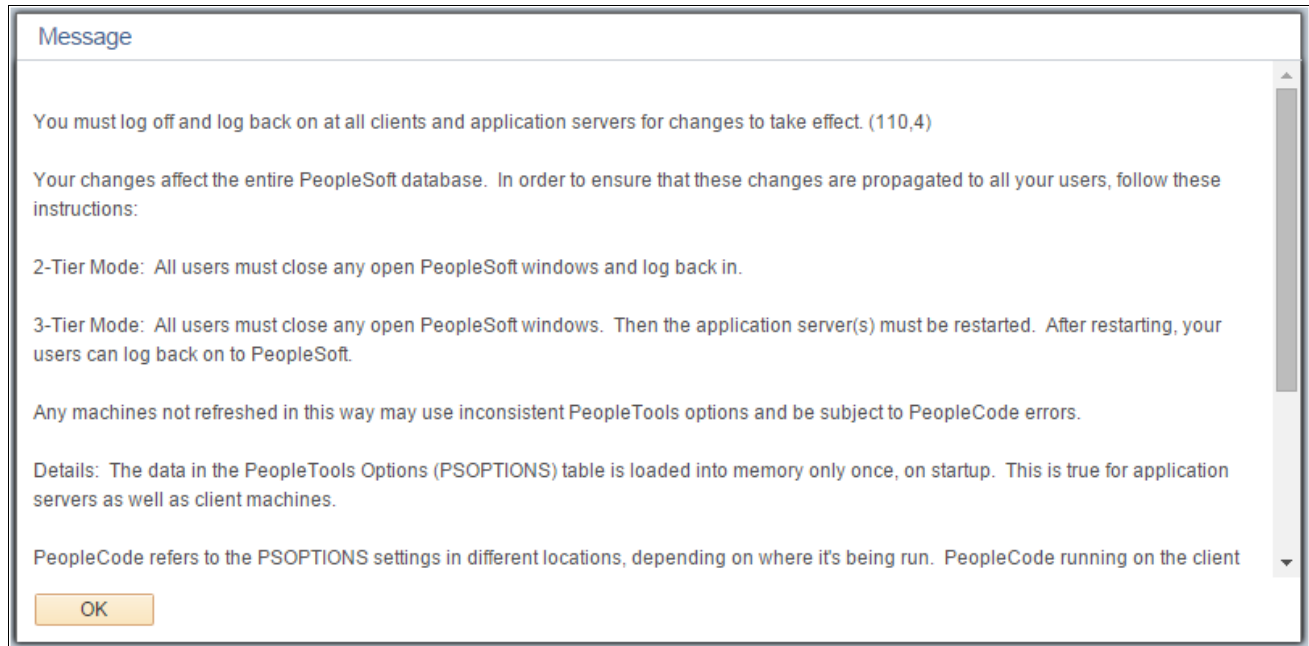 Message
You must log off and log back on at all clients and application servers for changes to take effect. (110,4)
Your changes affect the entire PeopleSoft database.  In order to ensure that these changes are propagated to all your users, follow these
instructions:
2-Tier Mode:  All users must close any open PeopleSoft windows and log back in.
3-Tier Mode:  All users must close any open PeopleSoft windows.  Then the application server(s) must be restarted.  After restarting, your
users can log back on to PeopleSoft.
Any machines not refreshed in this way may use inconsistent PeopleTools options and be subject to PeopleCode errors.
Details:  The data in the PeopleTools Options (PSOPTIONS) table is loaded into memory only once, on startup.  This is true for application
servers as well as client machines.
PeopleCode refers to the PSOPTIONS settings in different locations, depending on where it's being run.  PeopleCode running on the client
OK